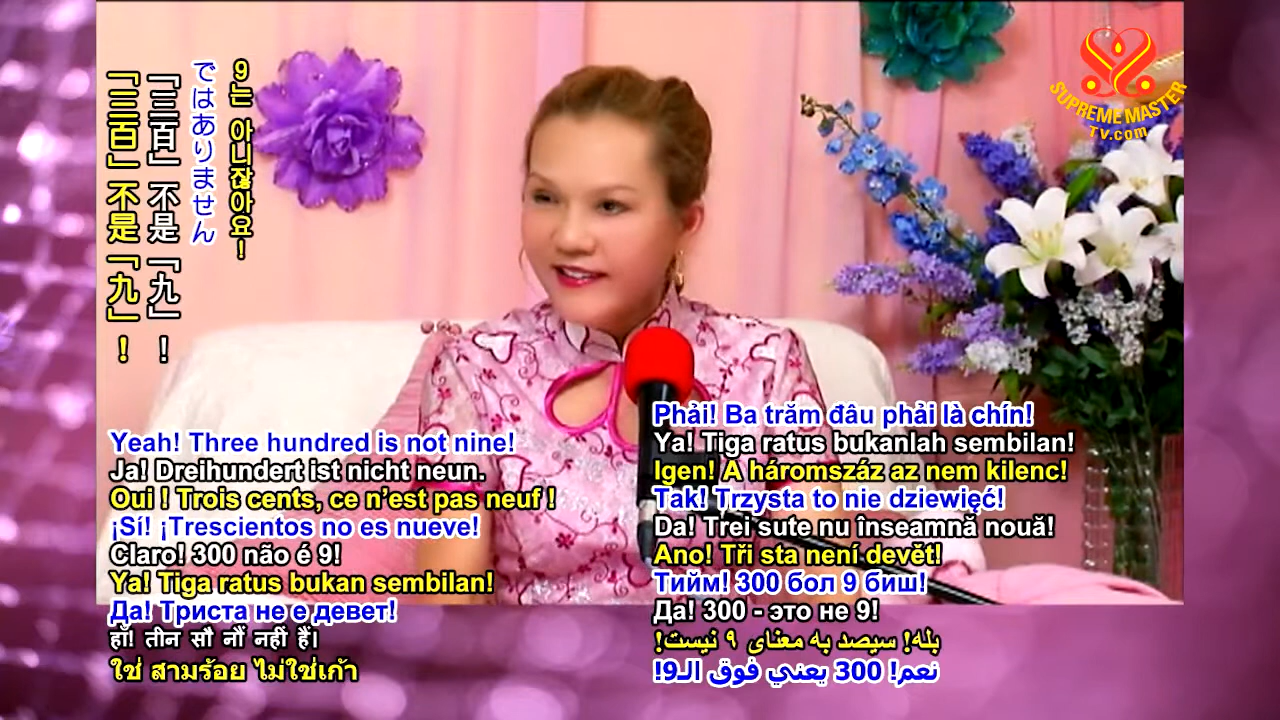 「三百」不是「九」！
「三百」不是「九」！
ではありません
9는 아니잖아요!
SUPREME MASTER
TV.com
Yeah! Three hundred is not nine!
Ja! Dreihundert ist nicht neun.
Oui ! Trois cents, ce n’est pas neuf !
¡Sí! ¡Trescientos no es nueve!
Claro! 300 não é 9!
Ya! Tiga ratus bukan sembilan!
Да! Триста не е девет!
हाँ! तीन सौ नौं नहीं हैं।
ใช่ สามร้อย ไม่ใช่เก้า
Phải! Ba trăm đâu phải là chín!
Ya! Tiga ratus bukanlah sembilan!
Igen! A háromszáz az nem kilenc!
Tak! Trzysta to nie dziewięć!
Da! Trei sute nu înseamnă nouă!
Ano! Tři sta není devět!
Тийм! 300 бол 9 биш!
Да! 300 - это не 9!
بله! سیصد به معنای ۹ نیست!
نعم! 300 يعني فوق الـ9!